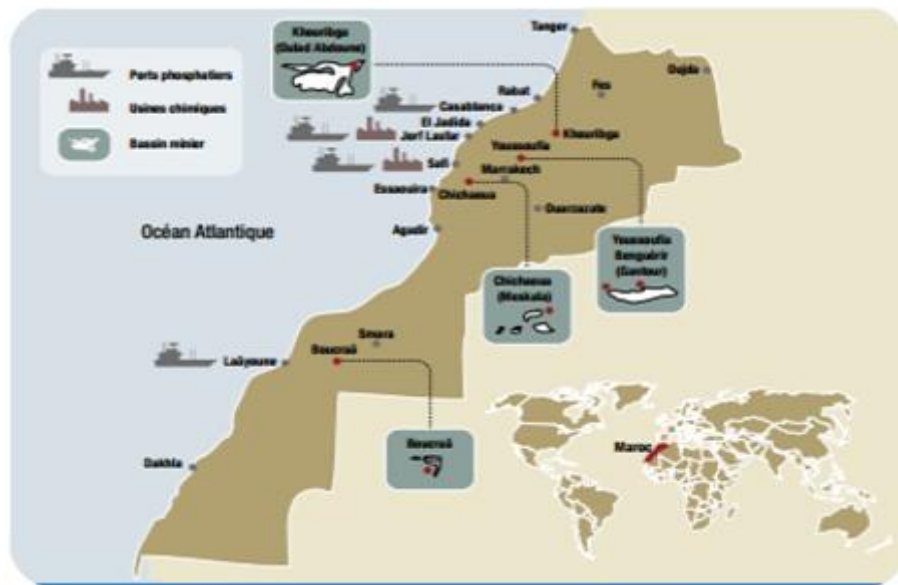 Ports phosphatiers
Usines chimiques
Bassin minier
Khouribga
(Oulad Abdoune)
Tanger
Oujda
Fes
Rabat
Casablanca
El Jadida
Jorf Lasfar
Khouribga
Youssoufia
Safi
Marrakech
Essaouira
Chichaoua
Ouarzazate
Agadir
Océan Atlantique
Youssoufia
Benguérir
(Gantour)
Chichaoua
(Meskala)
Smara
Boucraâ
Laâyoune
Dakhla
Boucraâ
Maroc